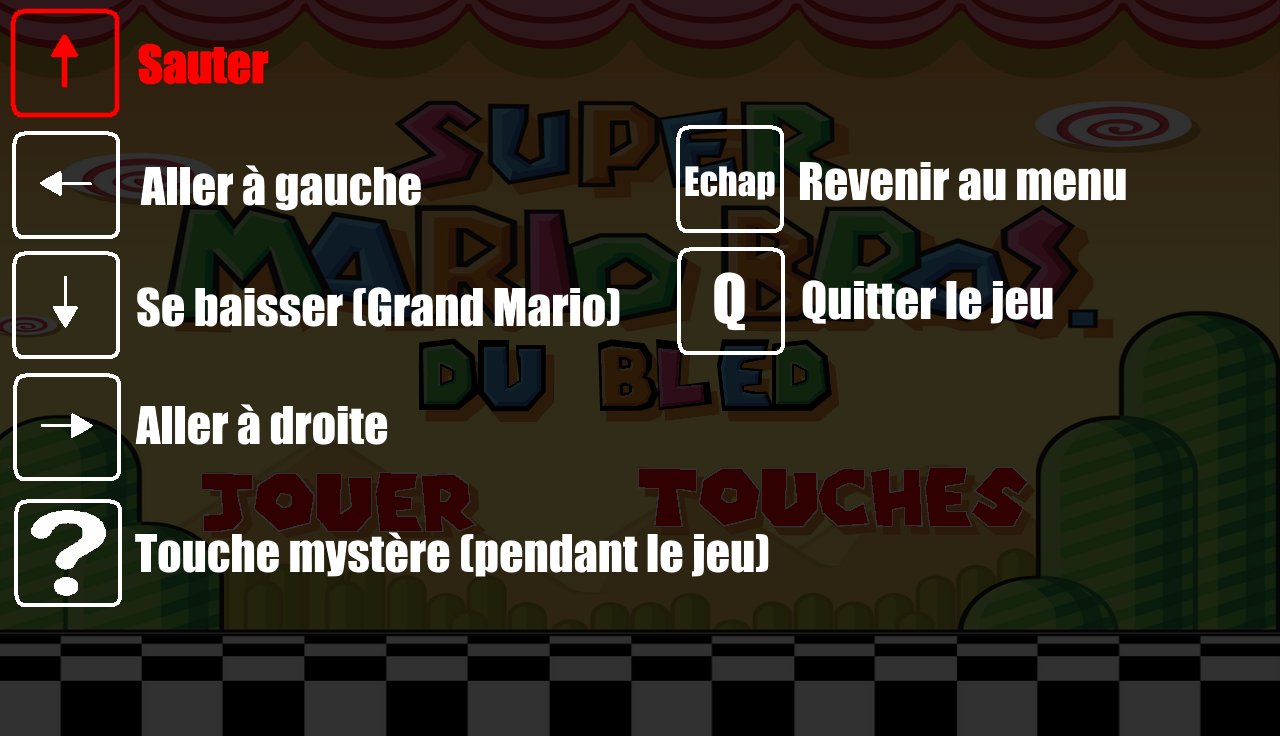 Sauter
Aller à gauche
Se baisser (Grand Mario)
Aller à droite
?
Touche mystère (pendant le jeu)
Echap
Revenir au menu
Q
Quitter le jeu
SUPER
MARIO BROS.
DU BLED
JOUER
TOUCHES